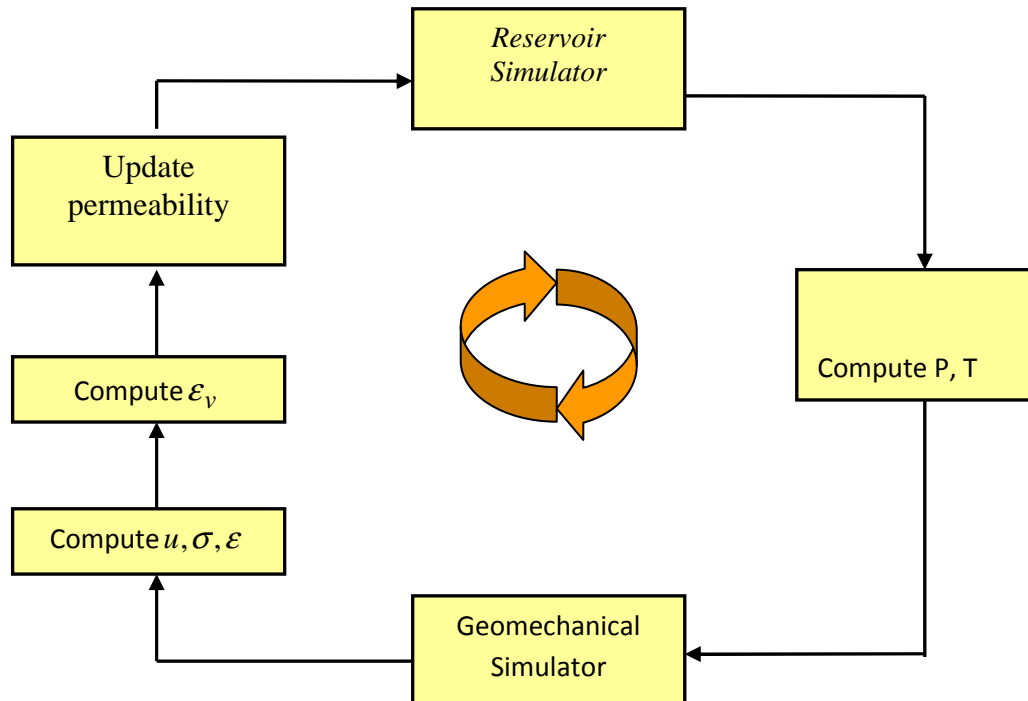 Reservoir
Simulator
Update
permeability
Compute P, T
Compute εᵥ
Compute u, σ, ε
Geomechanical
Simulator